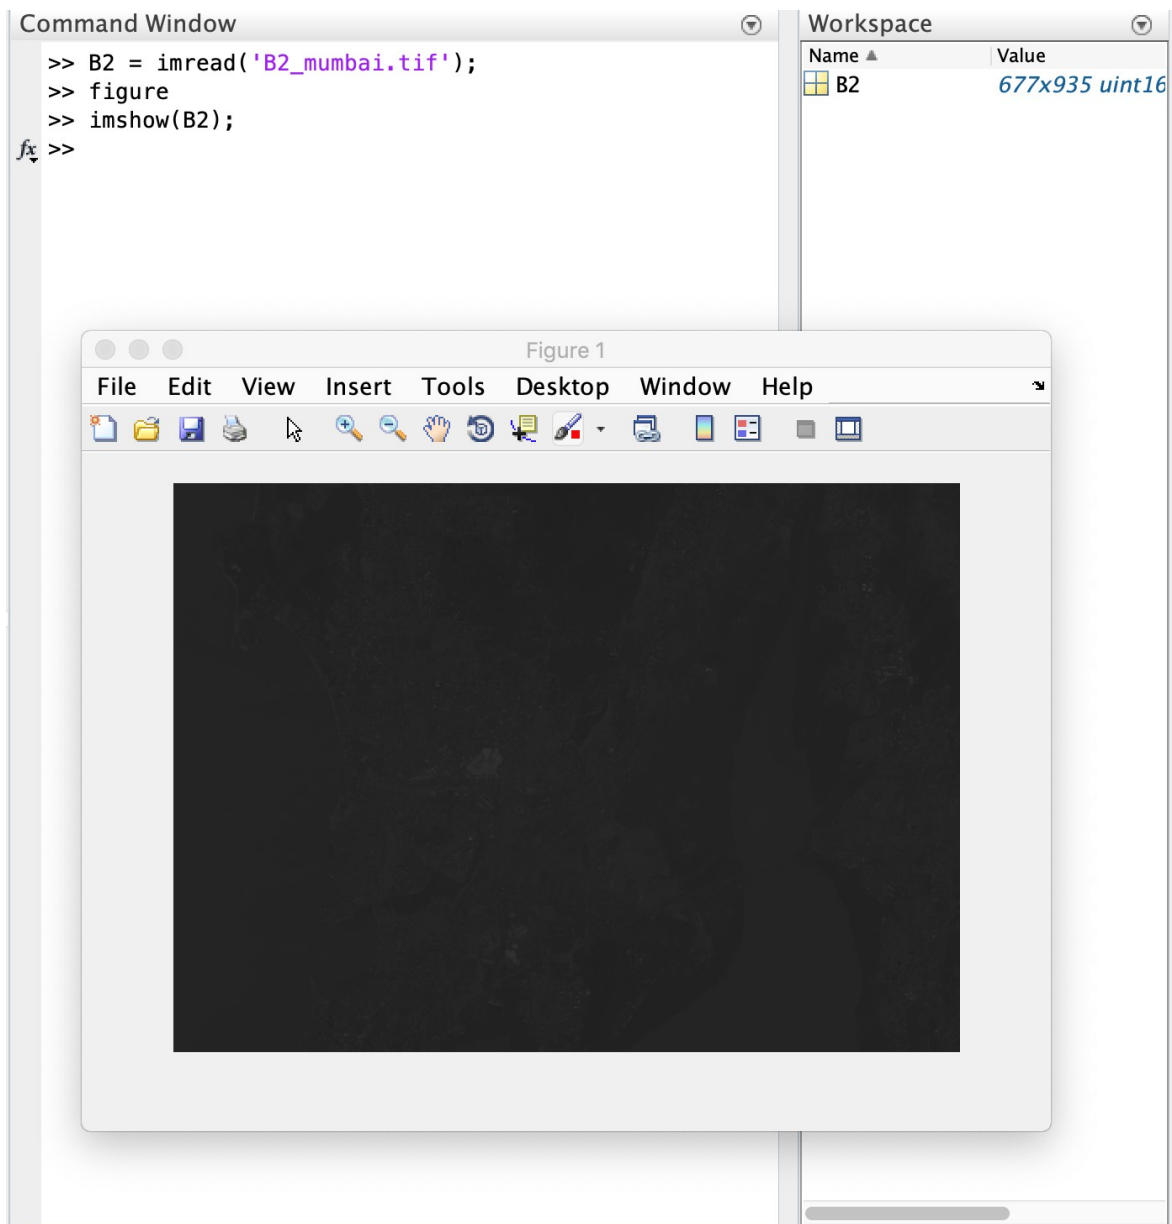 Command Window
>> B2 = imread('B2_mumbai.tif');
>> figure
>> imshow(B2);
fx >>
Workspace
Name Value
B2 677x935 uint16
Figure 1
File Edit View Insert Tools Desktop Window Help